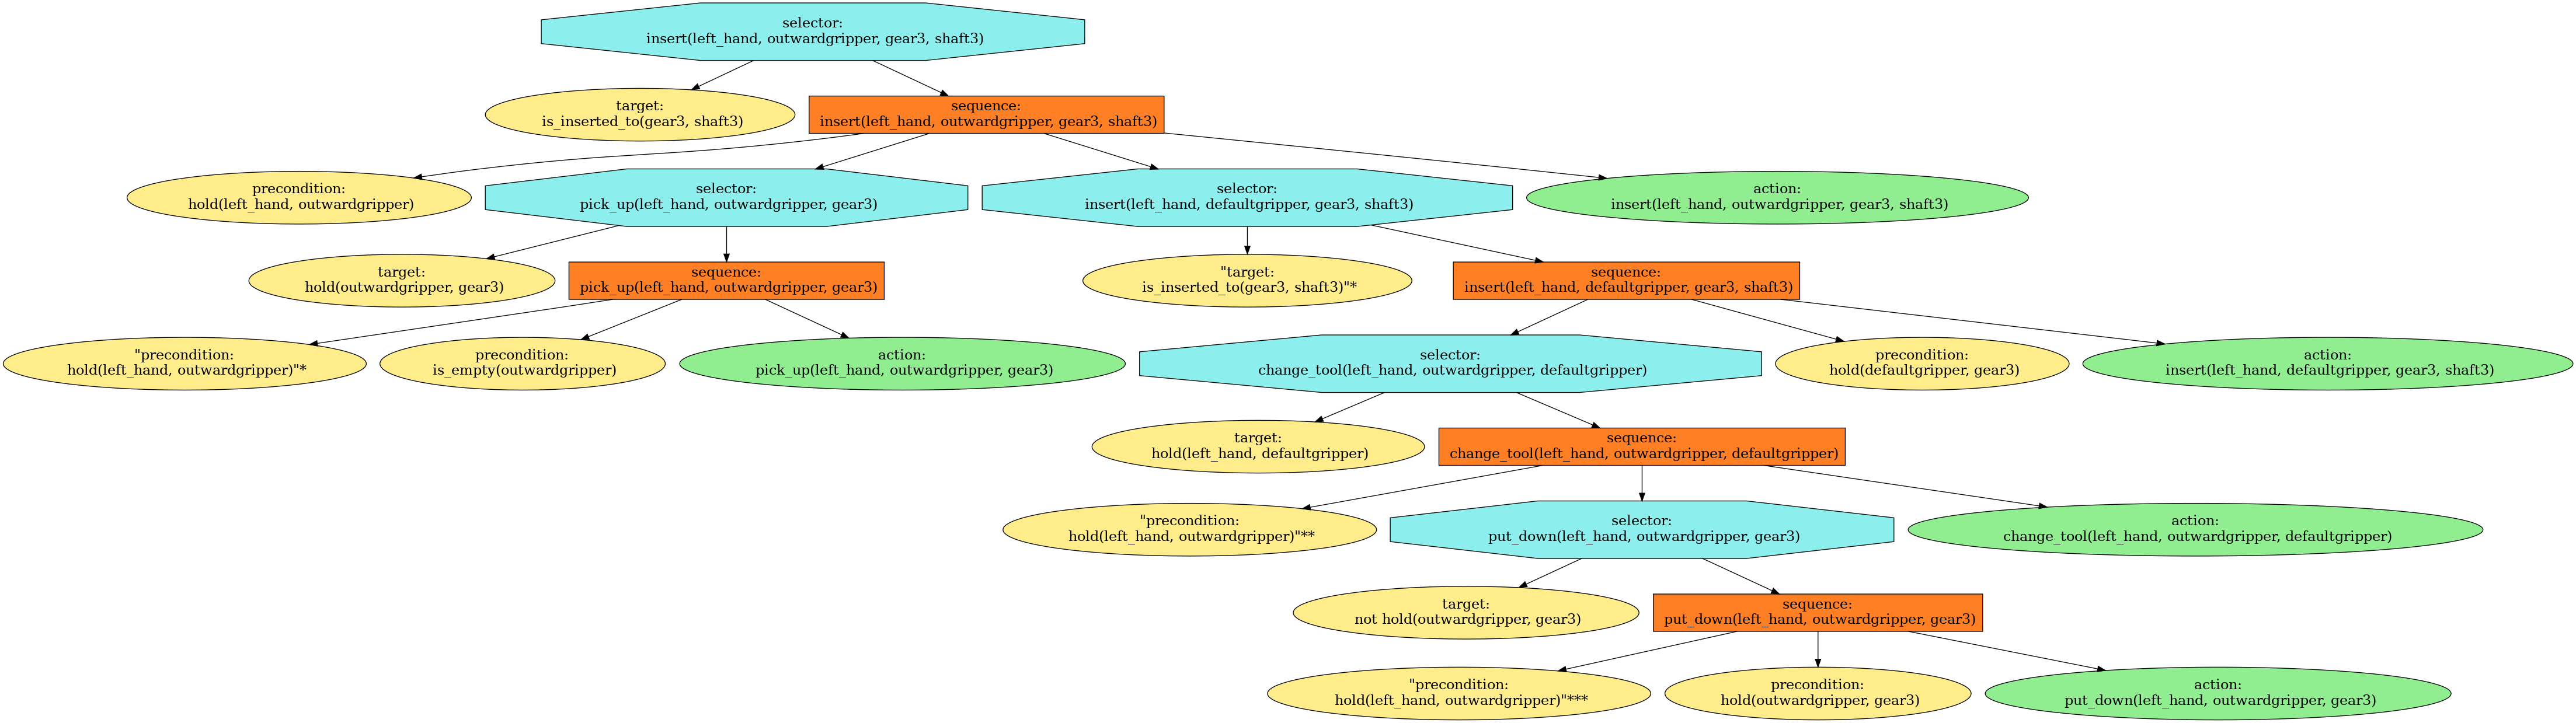 selector:
insert(left_hand, outwardgripper, gear3, shaft3)
target:
is_inserted_to(gear3, shaft3)
sequence:
insert(left_hand, outwardgripper, gear3, shaft3)
precondition:
hold(left_hand, outwardgripper)
selector:
pick_up(left_hand, outwardgripper, gear3)
selector:
insert(left_hand, defaultgripper, gear3, shaft3)
action:
insert(left_hand, outwardgripper, gear3, shaft3)
target:
hold(outwardgripper, gear3)
sequence:
pick_up(left_hand, outwardgripper, gear3)
"target:
is_inserted_to(gear3, shaft3)"*
sequence:
insert(left_hand, defaultgripper, gear3, shaft3)
"precondition:
hold(left_hand, outwardgripper)"*
precondition:
is_empty(outwardgripper)
action:
pick_up(left_hand, outwardgripper, gear3)
selector:
change_tool(left_hand, outwardgripper, defaultgripper)
precondition:
hold(defaultgripper, gear3)
action:
insert(left_hand, defaultgripper, gear3, shaft3)
target:
hold(left_hand, defaultgripper)
sequence:
change_tool(left_hand, outwardgripper, defaultgripper)
"precondition:
hold(left_hand, outwardgripper)"**
selector:
put_down(left_hand, outwardgripper, gear3)
action:
change_tool(left_hand, outwardgripper, defaultgripper)
target:
not hold(outwardgripper, gear3)
sequence:
put_down(left_hand, outwardgripper, gear3)
"precondition:
hold(left_hand, outwardgripper)"***
precondition:
hold(outwardgripper, gear3)
action:
put_down(left_hand, outwardgripper, gear3)